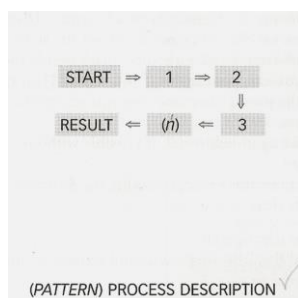 START ⇒ 1 ⇒ 2
⇓
RESULT ⇐ (ń) ⇐ 3
(PATTERN) PROCESS DESCRIPTION